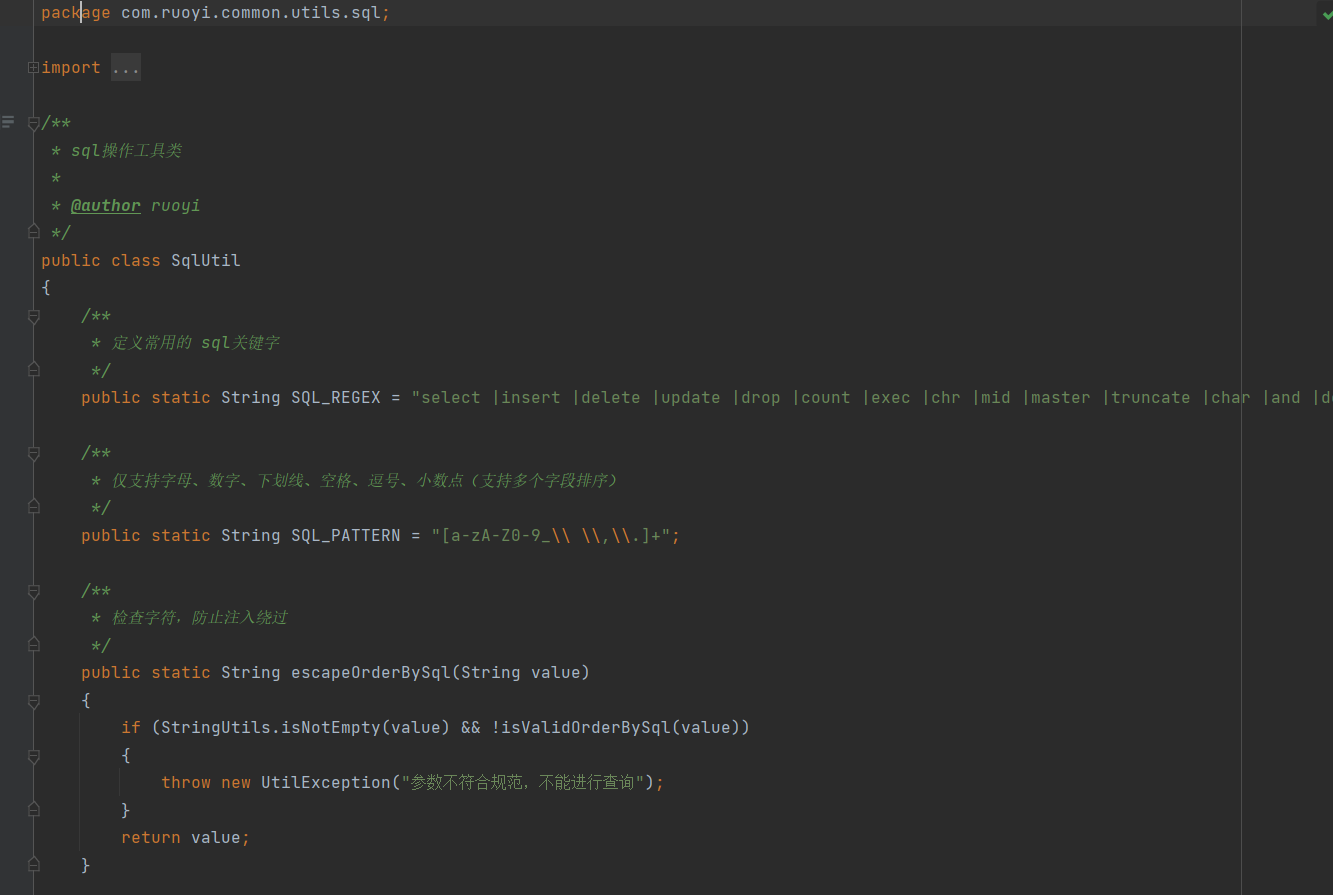 package com.ruoyi.common.utils.sql;
import ...
/**
* sql操作工具类
*
* @author ruoyi
*/
public class SqlUtil
{
/**
* 定义常用的 sql关键字
*/
public static String SQL_REGEX = "select |insert |delete |update |drop |count |exec |chr |mid |master |truncate |char |and |d
/**
* 仅支持字母、数字、下划线、空格、逗号、小数点（支持多个字段排序）
*/
public static String SQL_PATTERN = "[a-zA-Z0-9_\\ \\,\\.]+";
/**
* 检查字符，防止注入绕过
*/
public static String escapeOrderBySql(String value)
{
if (StringUtils.isNotEmpty(value) && !isValidOrderBySql(value))
{
throw new UtilException("参数不符合规范，不能进行查询");
}
return value;
}